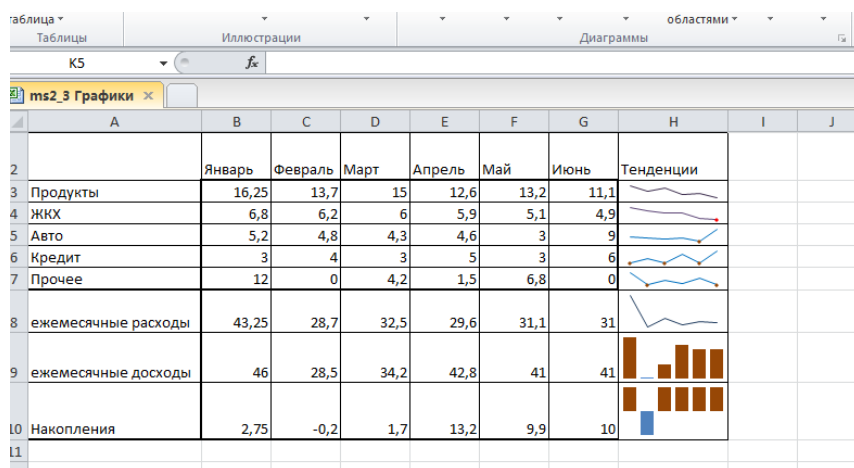 таблица областями
Таблицы Иллюстрации Диаграммы
K5 fx
ms2_3 Графики
A B C D E F G H I J
2 Январь Февраль Март Апрель Май Июнь Тенденции
3 Продукты 16,25 13,7 15 12,6 13,2 11,1
4 ЖКХ 6,8 6,2 6 5,9 5,1 4,9
5 Авто 5,2 4,8 4,3 4,6 3 9
6 Кредит 3 4 3 5 3 6
7 Прочее 12 0 4,2 1,5 6,8 0
8 ежемесячные расходы 43,25 28,7 32,5 29,6 31,1 31
9 ежемесячные досходы 46 28,5 34,2 42,8 41 41
10 Накопления 2,75 -0,2 1,7 13,2 9,9 10
11